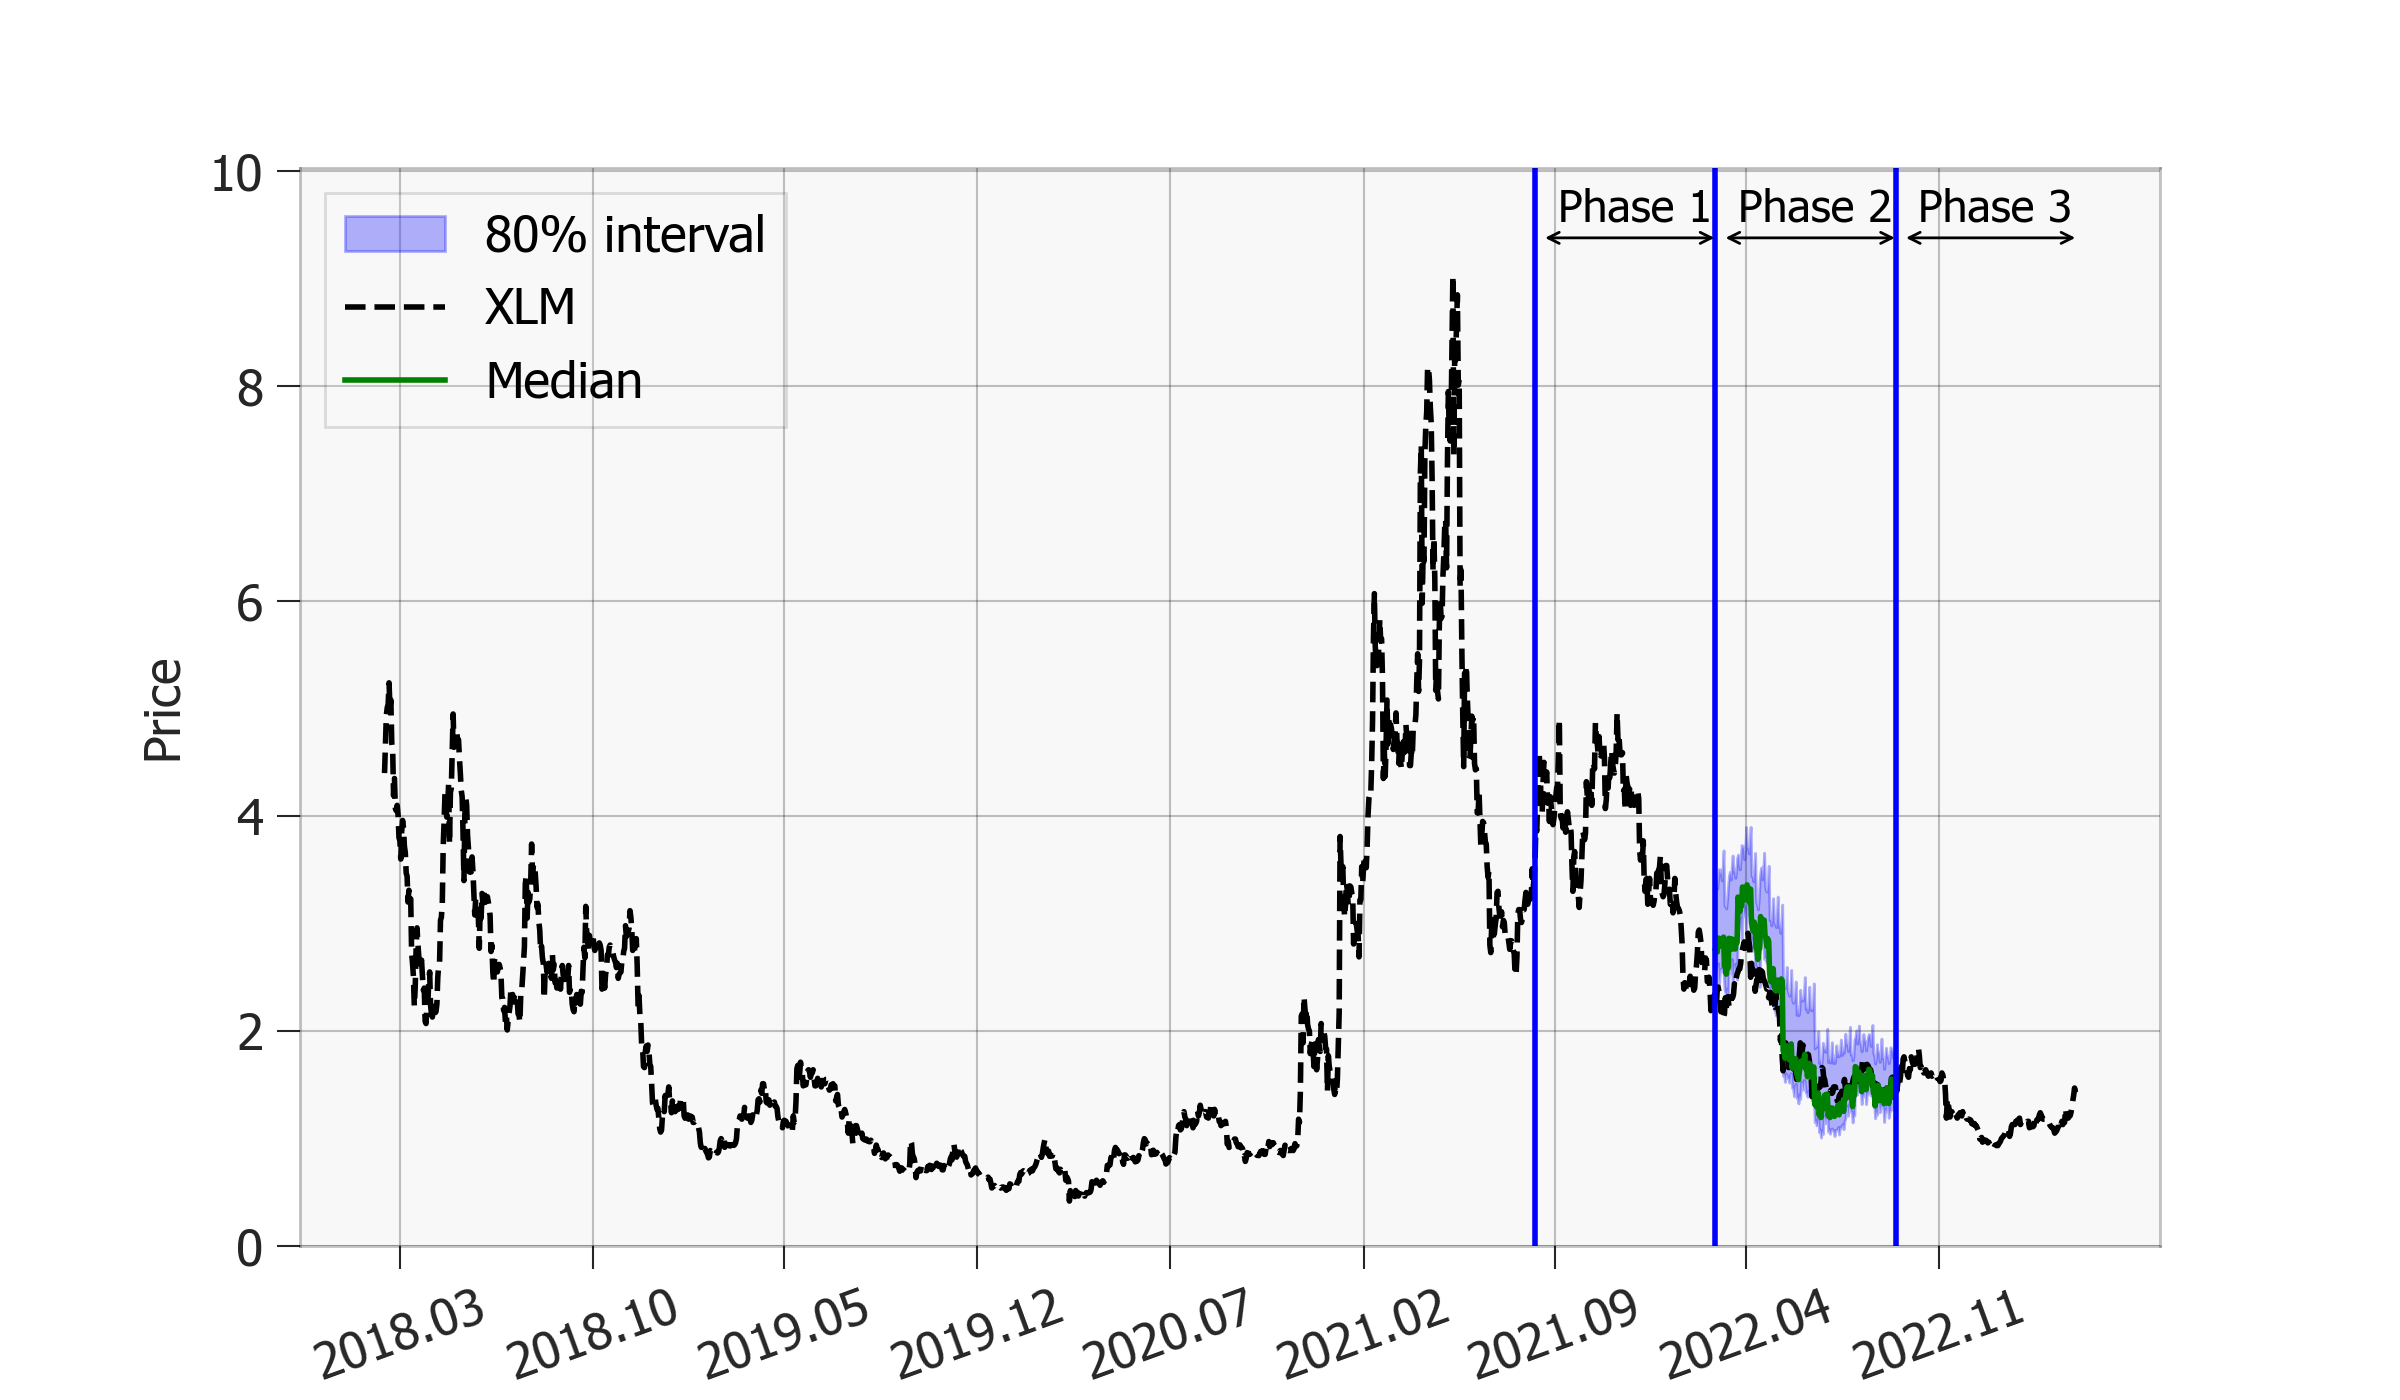 10
8
6
4
2
0
Price
80% interval
XLM
Median
Phase 1
Phase 2
Phase 3
2018.03
2018.10
2019.05
2019.12
2020.07
2021.02
2021.09
2022.04
2022.11